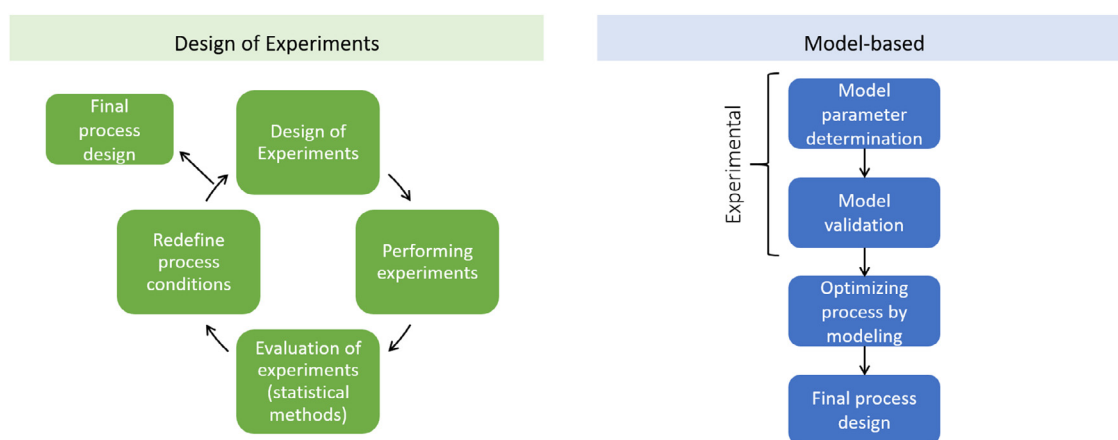 Design of Experiments
Final
process
design
Design of
Experiments
Redefine
process
conditions
Performing
experiments
Evaluation of
experiments
(statistical
methods)
Model-based
Experimental
Model
parameter
determination
Model
validation
Optimizing
process by
modeling
Final process
design